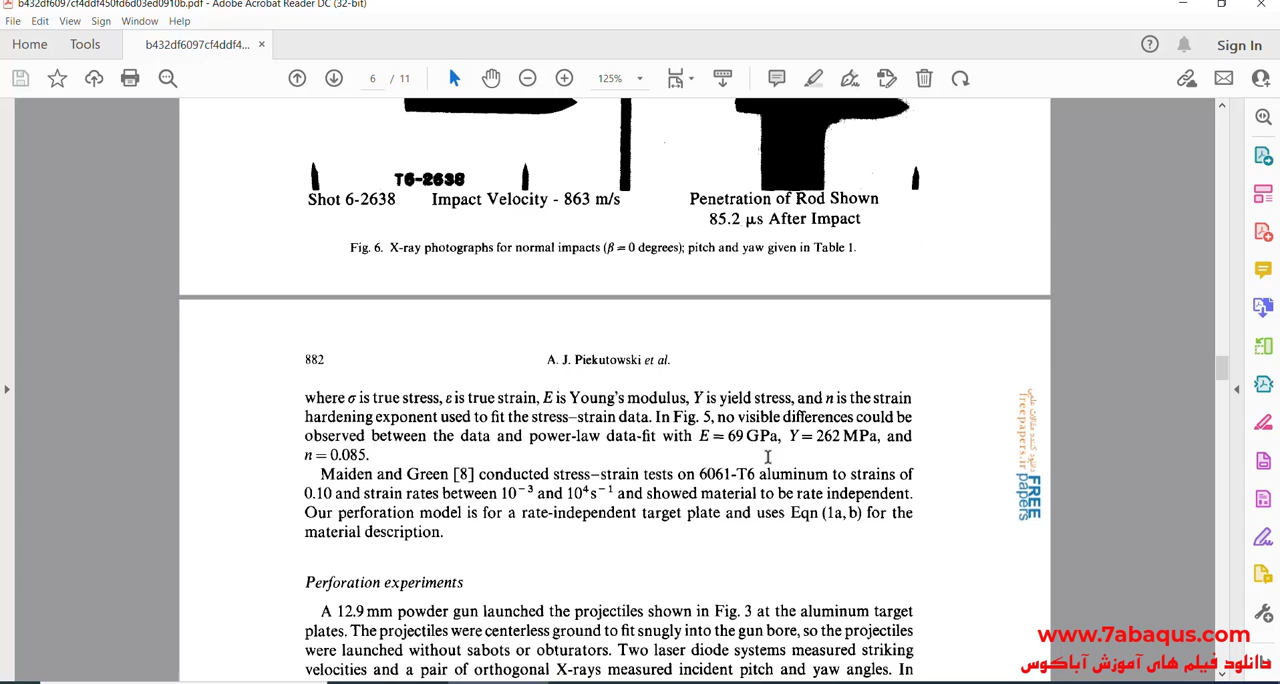 b432df6097cf4ddf450fd6d03ed0910b.pdf - Adobe Acrobat Reader DC (32-bit)
File Edit View Sign Window Help
Home Tools b432df6097cf4ddf4... × Sign In
6 / 11 125%
T6-2638
Shot 6-2638 Impact Velocity - 863 m/s Penetration of Rod Shown
85.2 μs After Impact
Fig. 6. X-ray photographs for normal impacts (β = 0 degrees); pitch and yaw given in Table 1.
882 A. J. Piekutowski et al.
where σ is true stress, ε is true strain, E is Young's modulus, Y is yield stress, and n is the strain
hardening exponent used to fit the stress–strain data. In Fig. 5, no visible differences could be
observed between the data and power-law data-fit with E = 69 GPa, Y = 262 MPa, and
n = 0.085.
Maiden and Green [8] conducted stress–strain tests on 6061-T6 aluminum to strains of
0.10 and strain rates between 10⁻³ and 10⁴ s⁻¹ and showed material to be rate independent.
Our perforation model is for a rate-independent target plate and uses Eqn (1a, b) for the
material description.
Perforation experiments
A 12.9 mm powder gun launched the projectiles shown in Fig. 3 at the aluminum target
plates. The projectiles were centerless ground to fit snugly into the gun bore, so the projectiles
were launched without sabots or obturators. Two laser diode systems measured striking
velocities and a pair of orthogonal X-rays measured incident pitch and yaw angles. In
دانلود کننده مقالات علمی
freepapers.ir
FREE
papers
www.7abaqus.com
دانلود فیلم های آموزش آباکوس